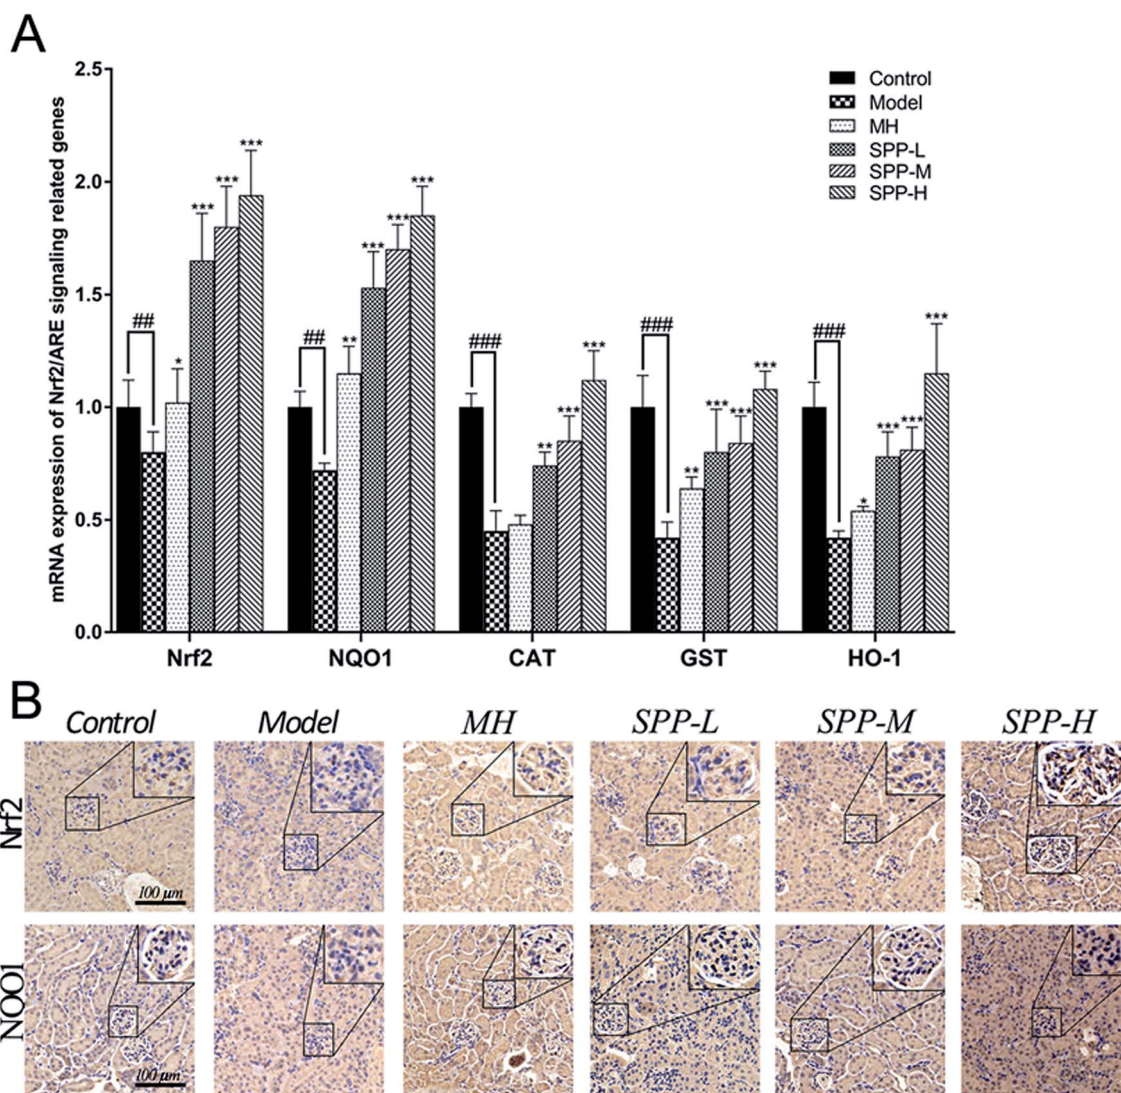 A
mRNA expression of Nrf2/ARE signaling related genes
2.5
2.0
1.5
1.0
0.5
0.0
Control
Model
MH
SPP-L
SPP-M
SPP-H
##
*
***
***
***
##
**
***
***
***
###
**
***
***
###
**
***
***
***
###
*
***
***
***
Nrf2
NQO1
CAT
GST
HO-1
B
Control
Model
MH
SPP-L
SPP-M
SPP-H
Nrf2
100 μm
NQO1
100 μm